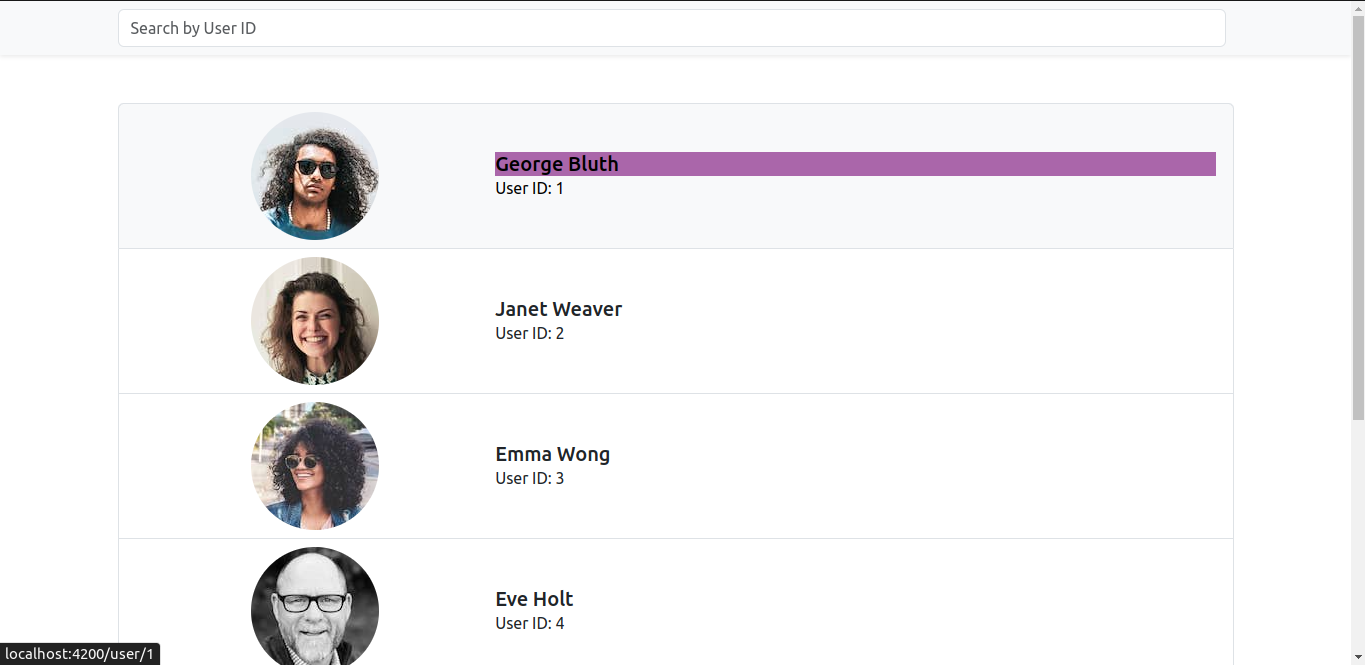 Search by User ID
George Bluth
User ID: 1
Janet Weaver
User ID: 2
Emma Wong
User ID: 3
Eve Holt
User ID: 4
localhost:4200/user/1